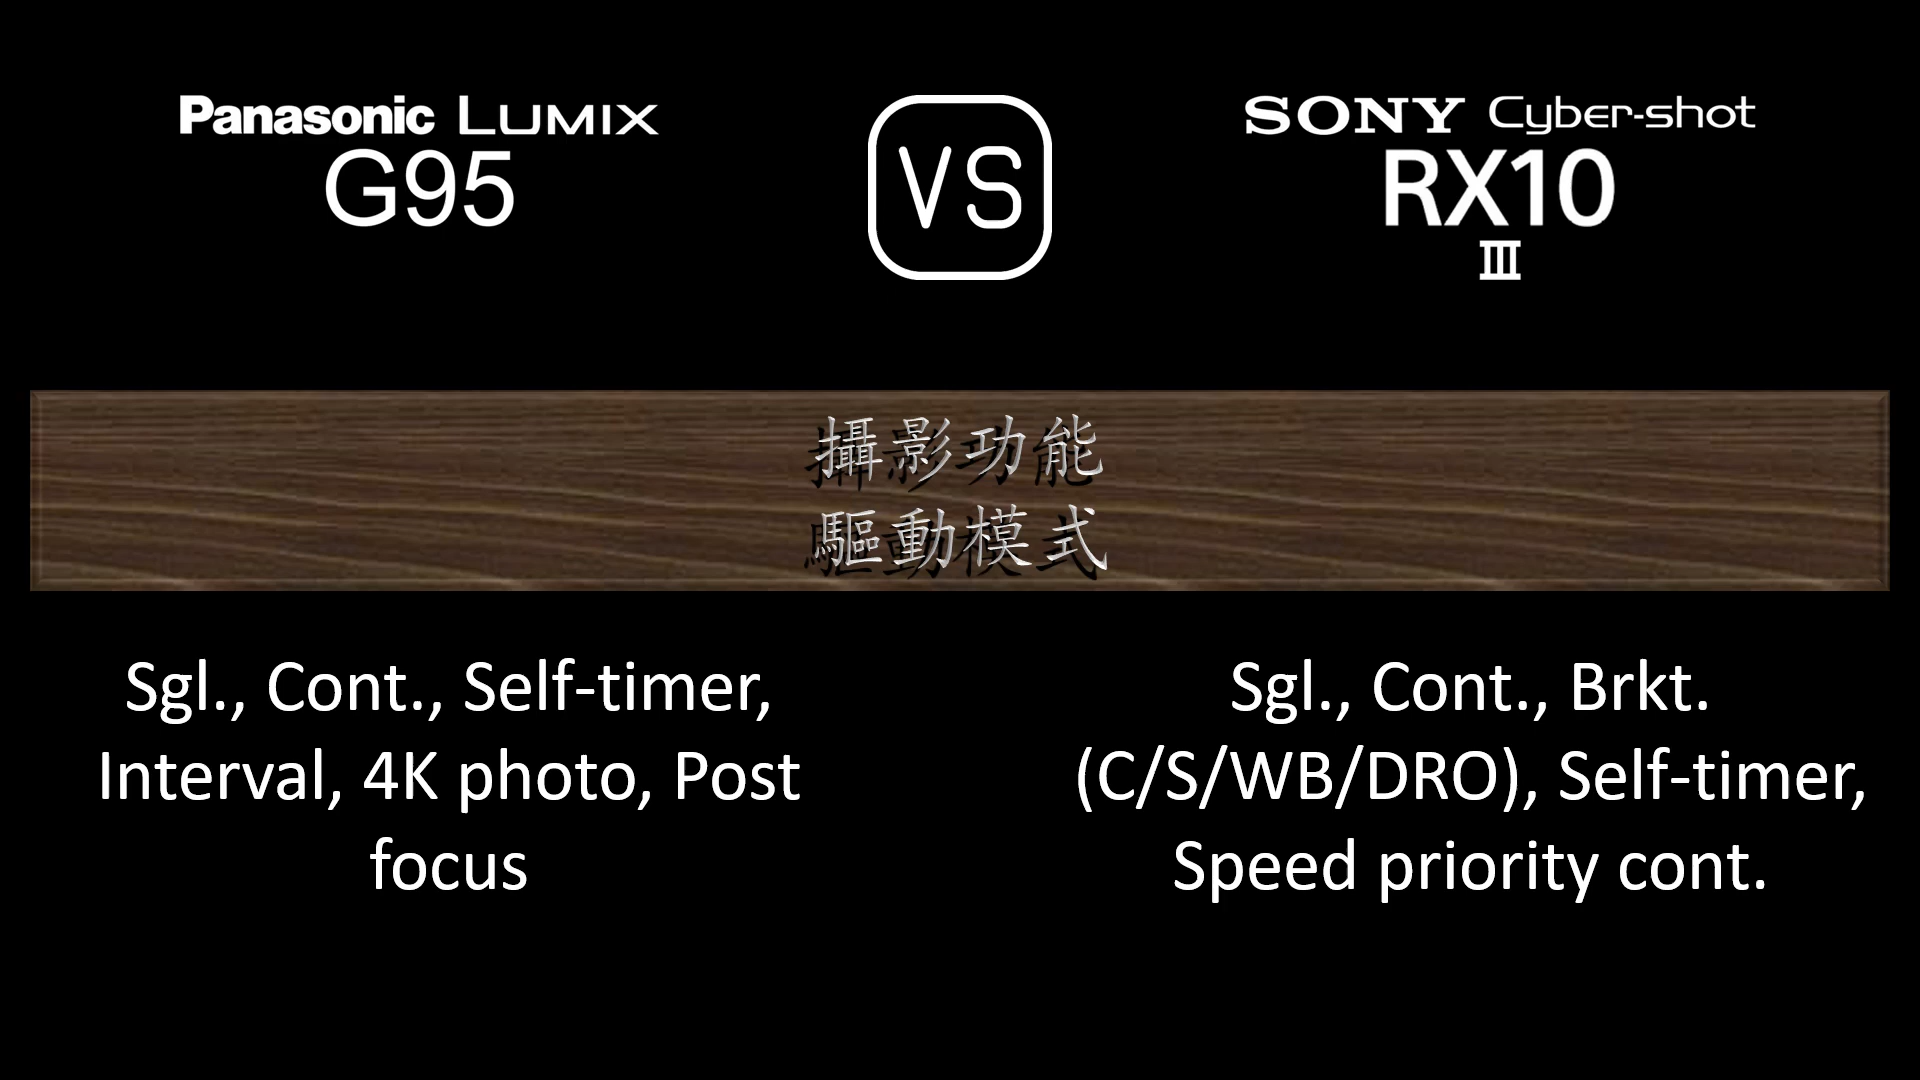 Panasonic LUMIX
G95
VS
SONY Cyber-shot
RX10
III
攝影功能
驅動模式
Sgl., Cont., Self-timer,
Interval, 4K photo, Post
focus
Sgl., Cont., Brkt.
(C/S/WB/DRO), Self-timer,
Speed priority cont.